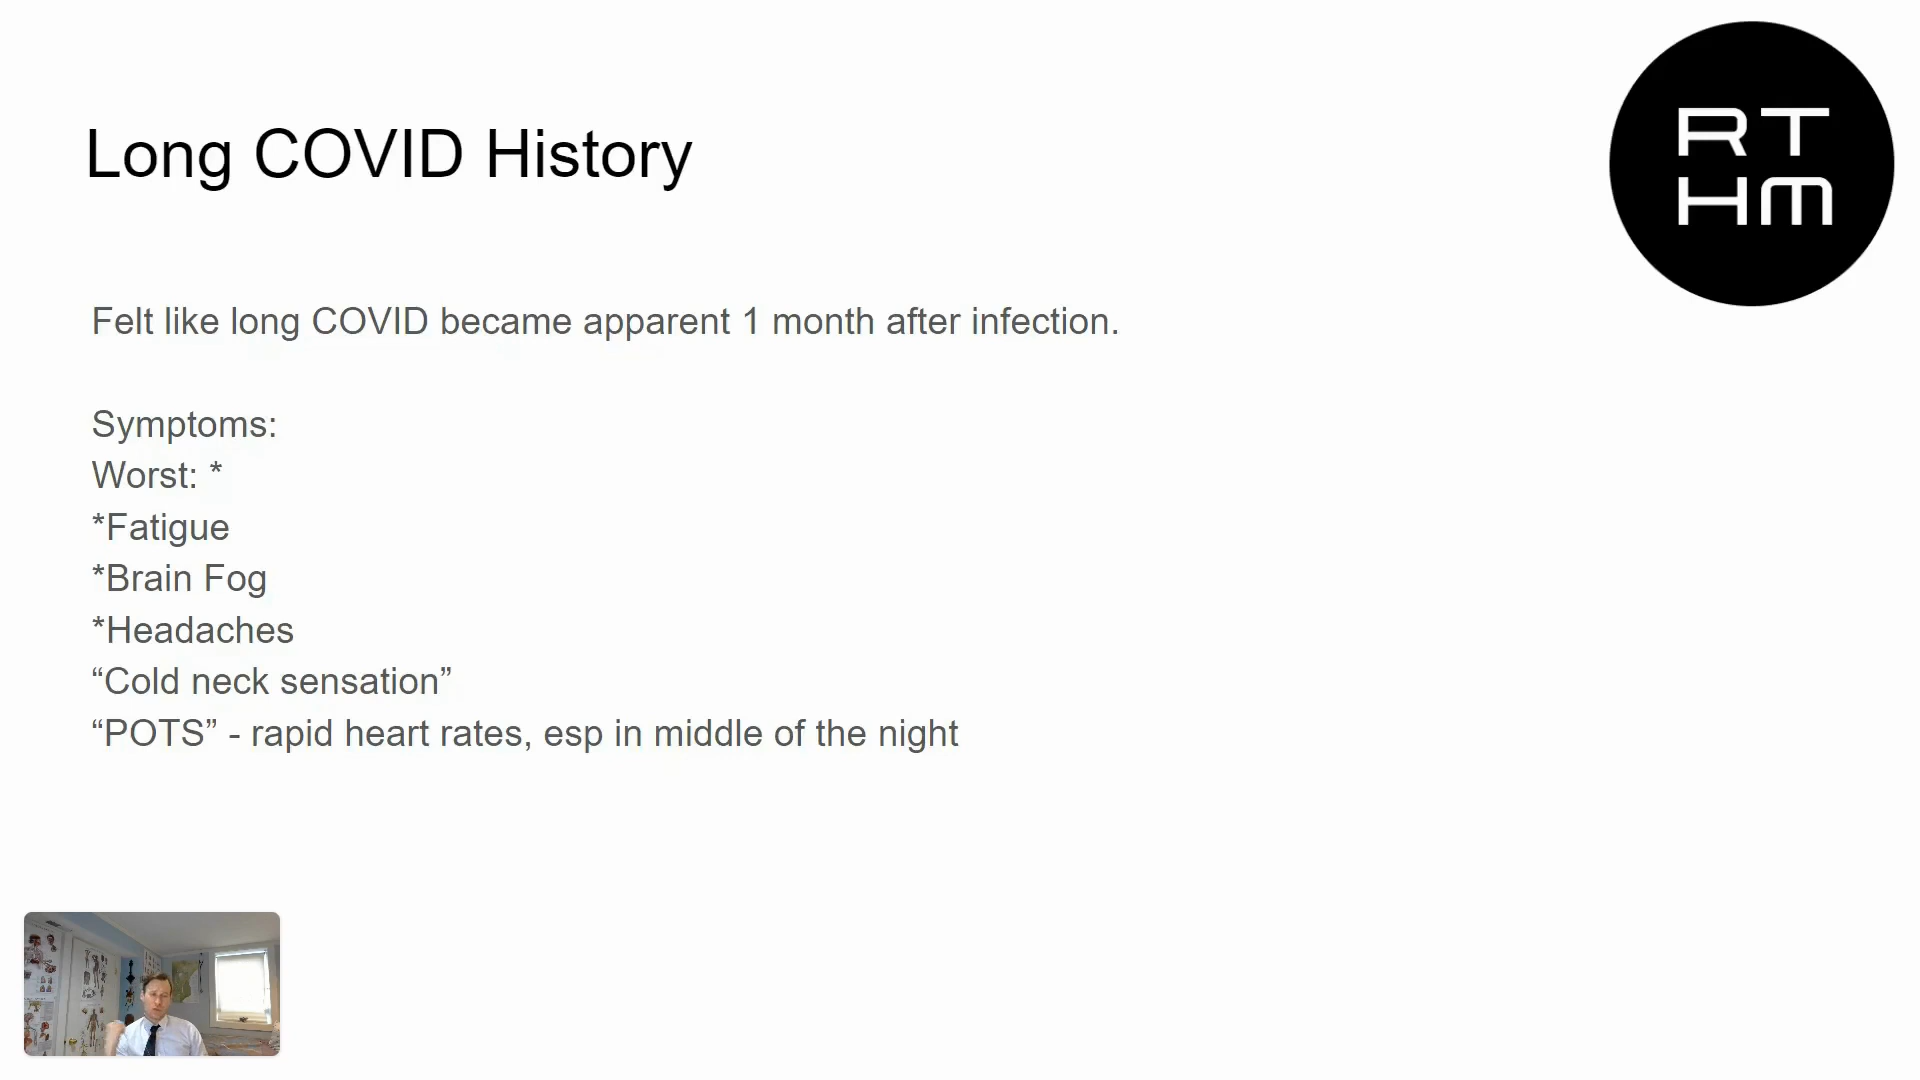 Long COVID History
RT
HM
Felt like long COVID became apparent 1 month after infection.
Symptoms:
Worst: *
*Fatigue
*Brain Fog
*Headaches
“Cold neck sensation”
“POTS” - rapid heart rates, esp in middle of the night